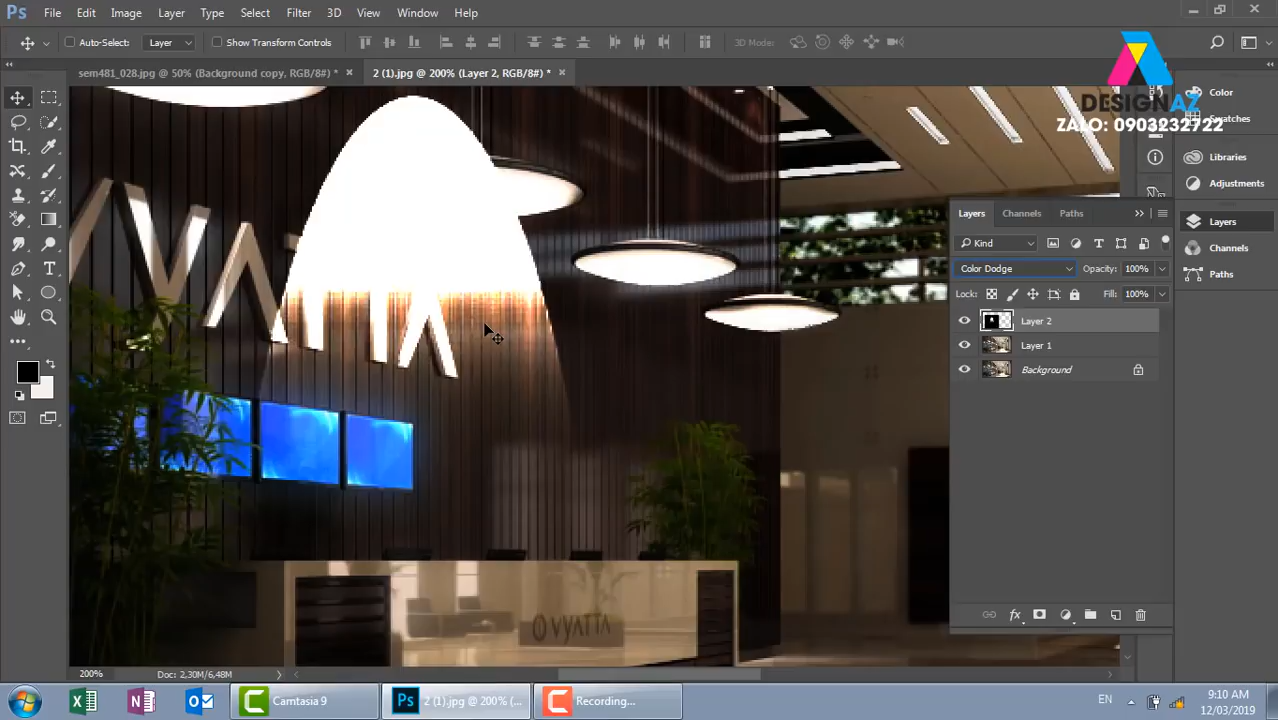 Ps File Edit Image Layer Type Select Filter 3D View Window Help
Auto-Select: Layer Show Transform Controls 3D Mode:
sem481_028.jpg @ 50% (Background copy, RGB/8#) * × 2 (1).jpg @ 200% (Layer 2, RGB/8#) * ×
DESIGNAZ
ZALO: 0903232722
Color
Swatches
Libraries
Adjustments
Layers
Channels
Paths
Layers Channels Paths
Kind
Color Dodge Opacity: 100%
Lock: Fill: 100%
Layer 2
Layer 1
Background
fx
VYATTA
VYATTA
200% Doc: 2,30M/6,48M
Camtasia 9
Ps 2 (1).jpg @ 200% (...
Recording...
EN
9:10 AM
12/03/2019